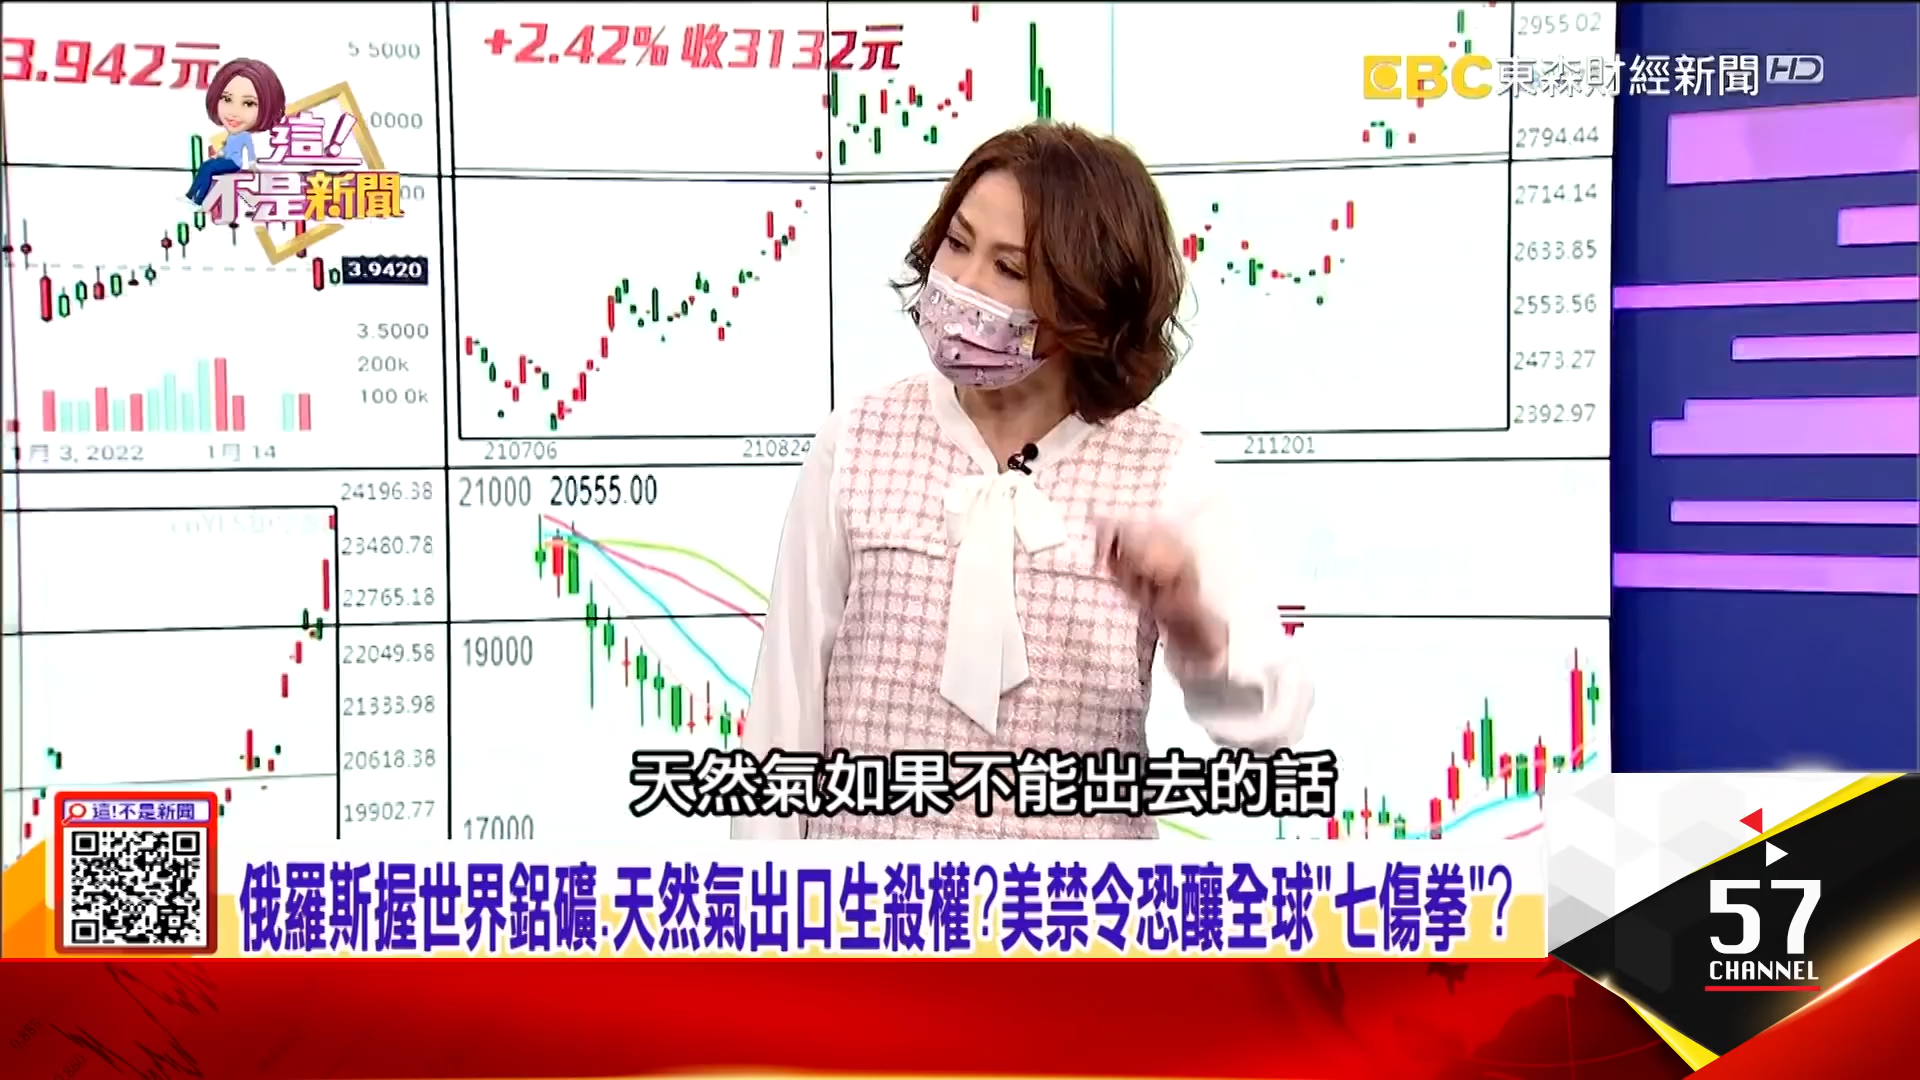 3.942元
+2.42% 收3132元
EBC東森財經新聞HD
這!
不是新聞
5 5000
3.9420
3.5000
200k
100 0k
1月 3, 2022
1月 14
210706
210824
211201
2955 02
2794.44
2714.14
2633.85
2553.56
2473.27
2392.97
24196.38
23480.78
22765.18
22049.58
21333.98
20618.38
19902.77
21000
20555.00
19000
17000
天然氣如果不能出去的話
這!不是新聞
俄羅斯握世界鋁礦.天然氣出口生殺權?美禁令恐釀全球"七傷拳"?
57
CHANNEL